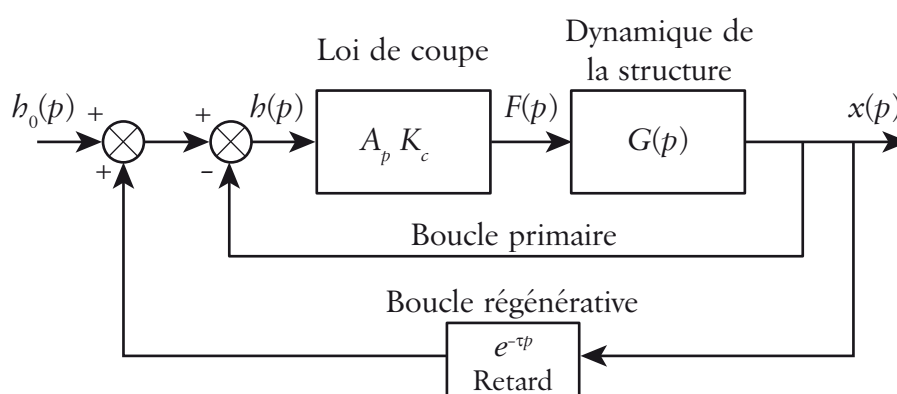 Loi de coupe
Dynamique de
la structure
h₀(p)
+
+
h(p)
A_p K_c
F(p)
G(p)
x(p)
+
-
Boucle primaire
Boucle régénérative
e^{-τp}
Retard